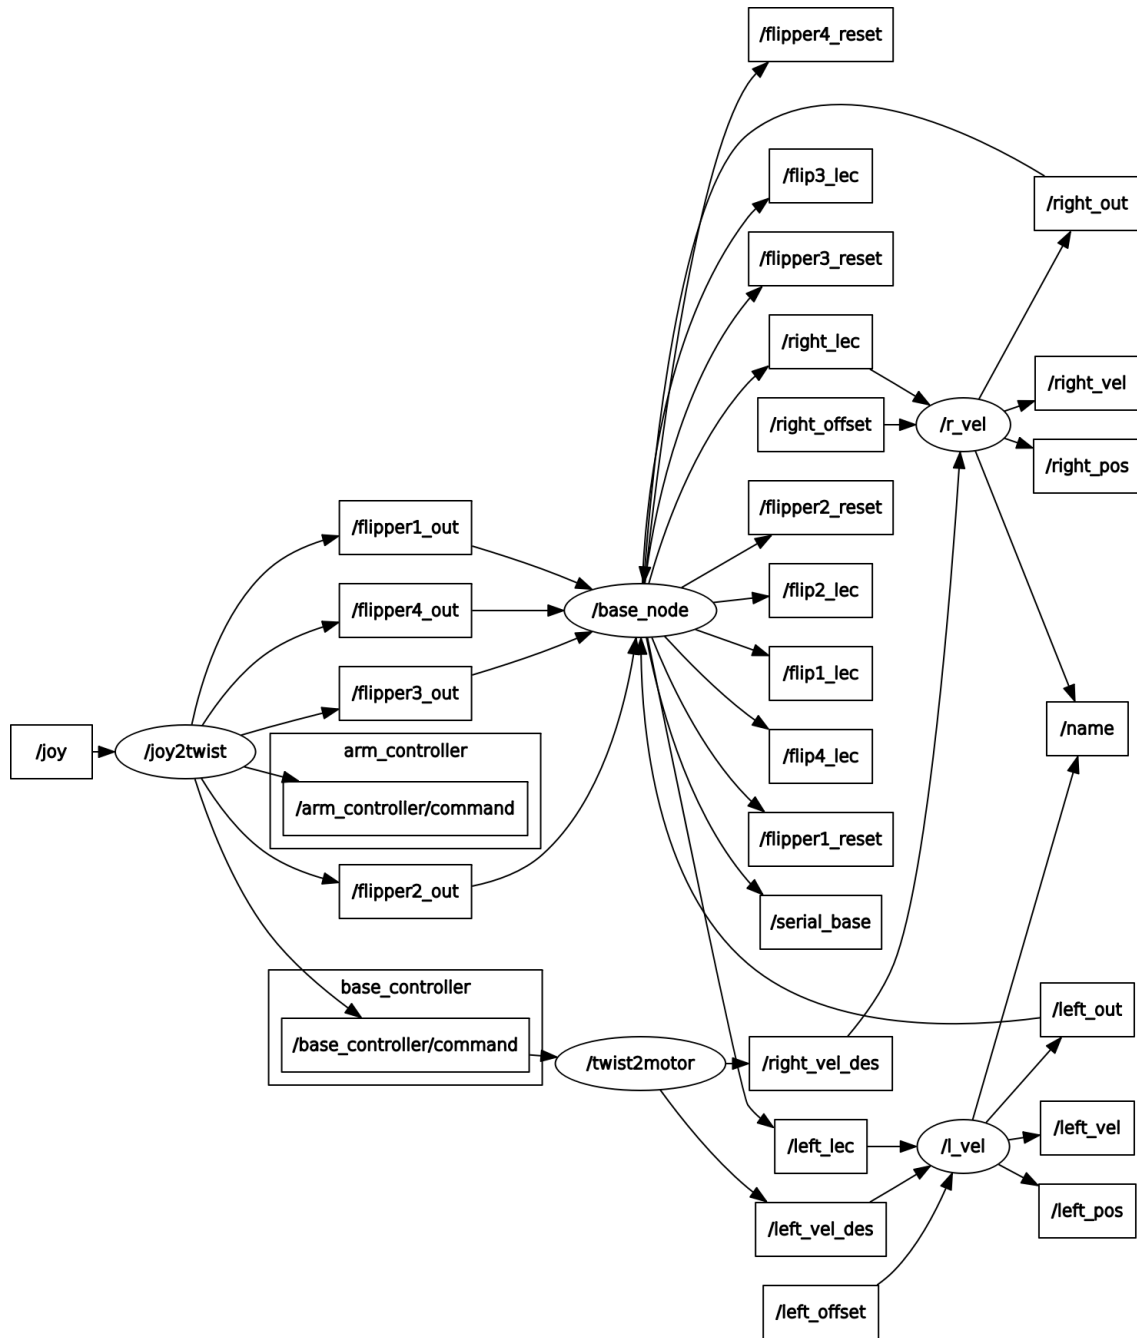 /flipper4_reset
/flip3_lec
/right_out
/flipper3_reset
/right_lec
/right_vel
/right_offset
/r_vel
/right_pos
/flipper1_out
/flipper2_reset
/flipper4_out
/base_node
/flip2_lec
/flipper3_out
/flip1_lec
/joy
/joy2twist
arm_controller
/arm_controller/command
/flip4_lec
/name
/flipper1_reset
/flipper2_out
/serial_base
base_controller
/base_controller/command
/twist2motor
/right_vel_des
/left_out
/left_lec
/l_vel
/left_vel
/left_vel_des
/left_pos
/left_offset